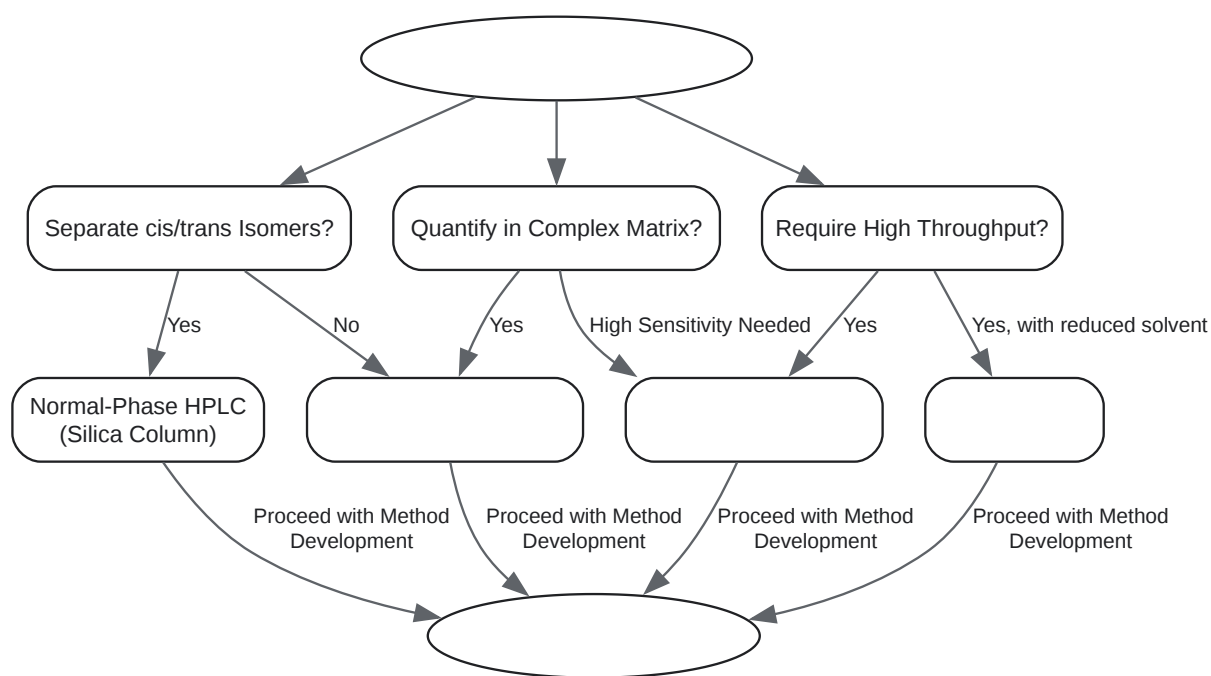 Separate cis/trans Isomers?
Quantify in Complex Matrix?
Require High Throughput?
Yes
No
Yes
High Sensitivity Needed
Yes
Yes, with reduced solvent
Normal-Phase HPLC
(Silica Column)
Proceed with Method
Development
Proceed with Method
Development
Proceed with Method
Development
Proceed with Method
Development